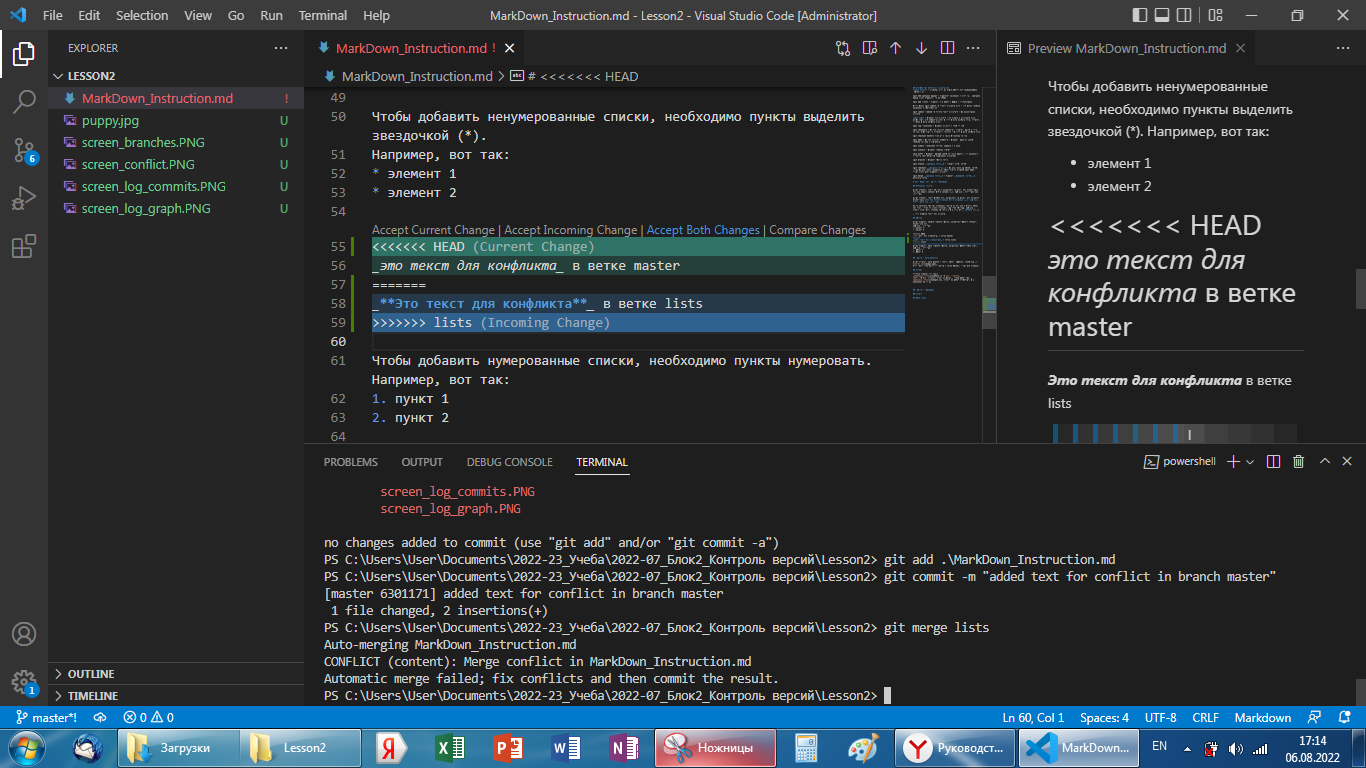 File Edit Selection View Go Run Terminal Help MarkDown_Instruction.md - Lesson2 - Visual Studio Code [Administrator]
EXPLORER
LESSON2
MarkDown_Instruction.md !
puppy.jpg U
screen_branches.PNG U
screen_conflict.PNG U
screen_log_commits.PNG U
screen_log_graph.PNG U
6
1
OUTLINE
TIMELINE
MarkDown_Instruction.md !
MarkDown_Instruction.md > # <<<<<<< HEAD
49
50 Чтобы добавить ненумерованные списки, необходимо пункты выделить
звездочкой (*).
51 Например, вот так:
52 * элемент 1
53 * элемент 2
54
Accept Current Change | Accept Incoming Change | Accept Both Changes | Compare Changes
55 <<<<<<< HEAD (Current Change)
56 _это текст для конфликта_ в ветке master
57 =======
58 _**Это текст для конфликта**_ в ветке lists
59 >>>>>>> lists (Incoming Change)
60
61 Чтобы добавить нумерованные списки, необходимо пункты нумеровать.
Например, вот так:
62 1. пункт 1
63 2. пункт 2
64
Preview MarkDown_Instruction.md
Чтобы добавить ненумерованные
списки, необходимо пункты выделить
звездочкой (*). Например, вот так:
• элемент 1
• элемент 2
<<<<<<< HEAD
это текст для
конфликта в ветке
master
Это текст для конфликта в ветке
lists
PROBLEMS OUTPUT DEBUG CONSOLE TERMINAL powershell
screen_log_commits.PNG
screen_log_graph.PNG
no changes added to commit (use "git add" and/or "git commit -a")
PS C:\Users\User\Documents\2022-23_Учеба\2022-07_Блок2_Контроль версий\Lesson2> git add .\MarkDown_Instruction.md
PS C:\Users\User\Documents\2022-23_Учеба\2022-07_Блок2_Контроль версий\Lesson2> git commit -m "added text for conflict in branch master"
[master 6301171] added text for conflict in branch master
1 file changed, 2 insertions(+)
PS C:\Users\User\Documents\2022-23_Учеба\2022-07_Блок2_Контроль версий\Lesson2> git merge lists
Auto-merging MarkDown_Instruction.md
CONFLICT (content): Merge conflict in MarkDown_Instruction.md
Automatic merge failed; fix conflicts and then commit the result.
PS C:\Users\User\Documents\2022-23_Учеба\2022-07_Блок2_Контроль версий\Lesson2>
master*! 0 0 Ln 60, Col 1 Spaces: 4 UTF-8 CRLF Markdown
Загрузки Lesson2 Ножницы Руководст... MarkDown... EN 17:14
06.08.2022